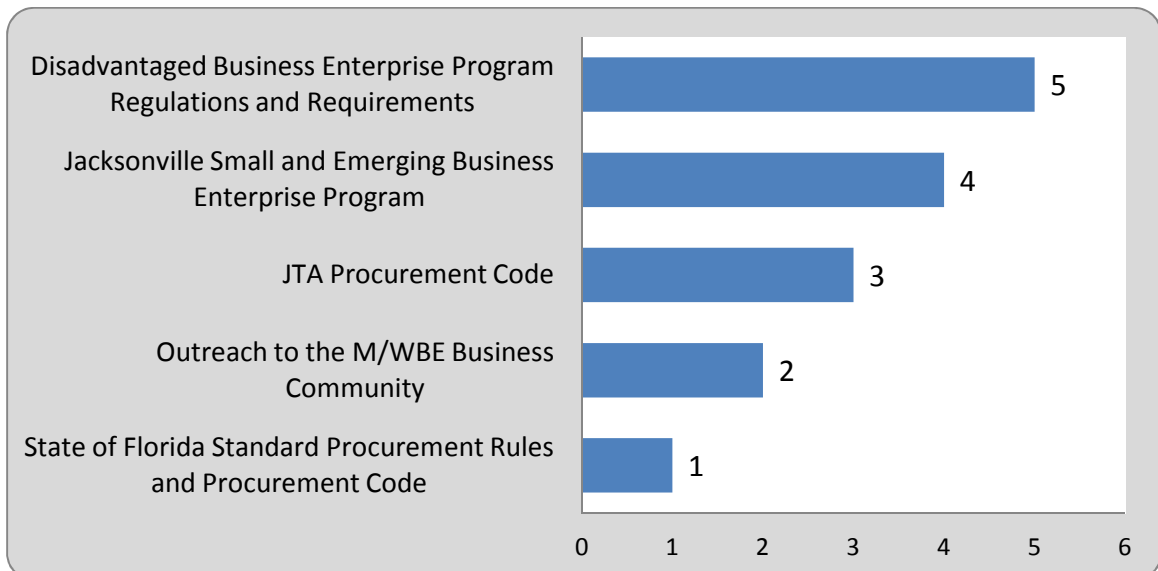 Disadvantaged Business Enterprise Program
Regulations and Requirements
5
Jacksonville Small and Emerging Business
Enterprise Program
4
JTA Procurement Code
3
Outreach to the M/WBE Business
Community
2
State of Florida Standard Procurement Rules
and Procurement Code
1
0 1 2 3 4 5 6